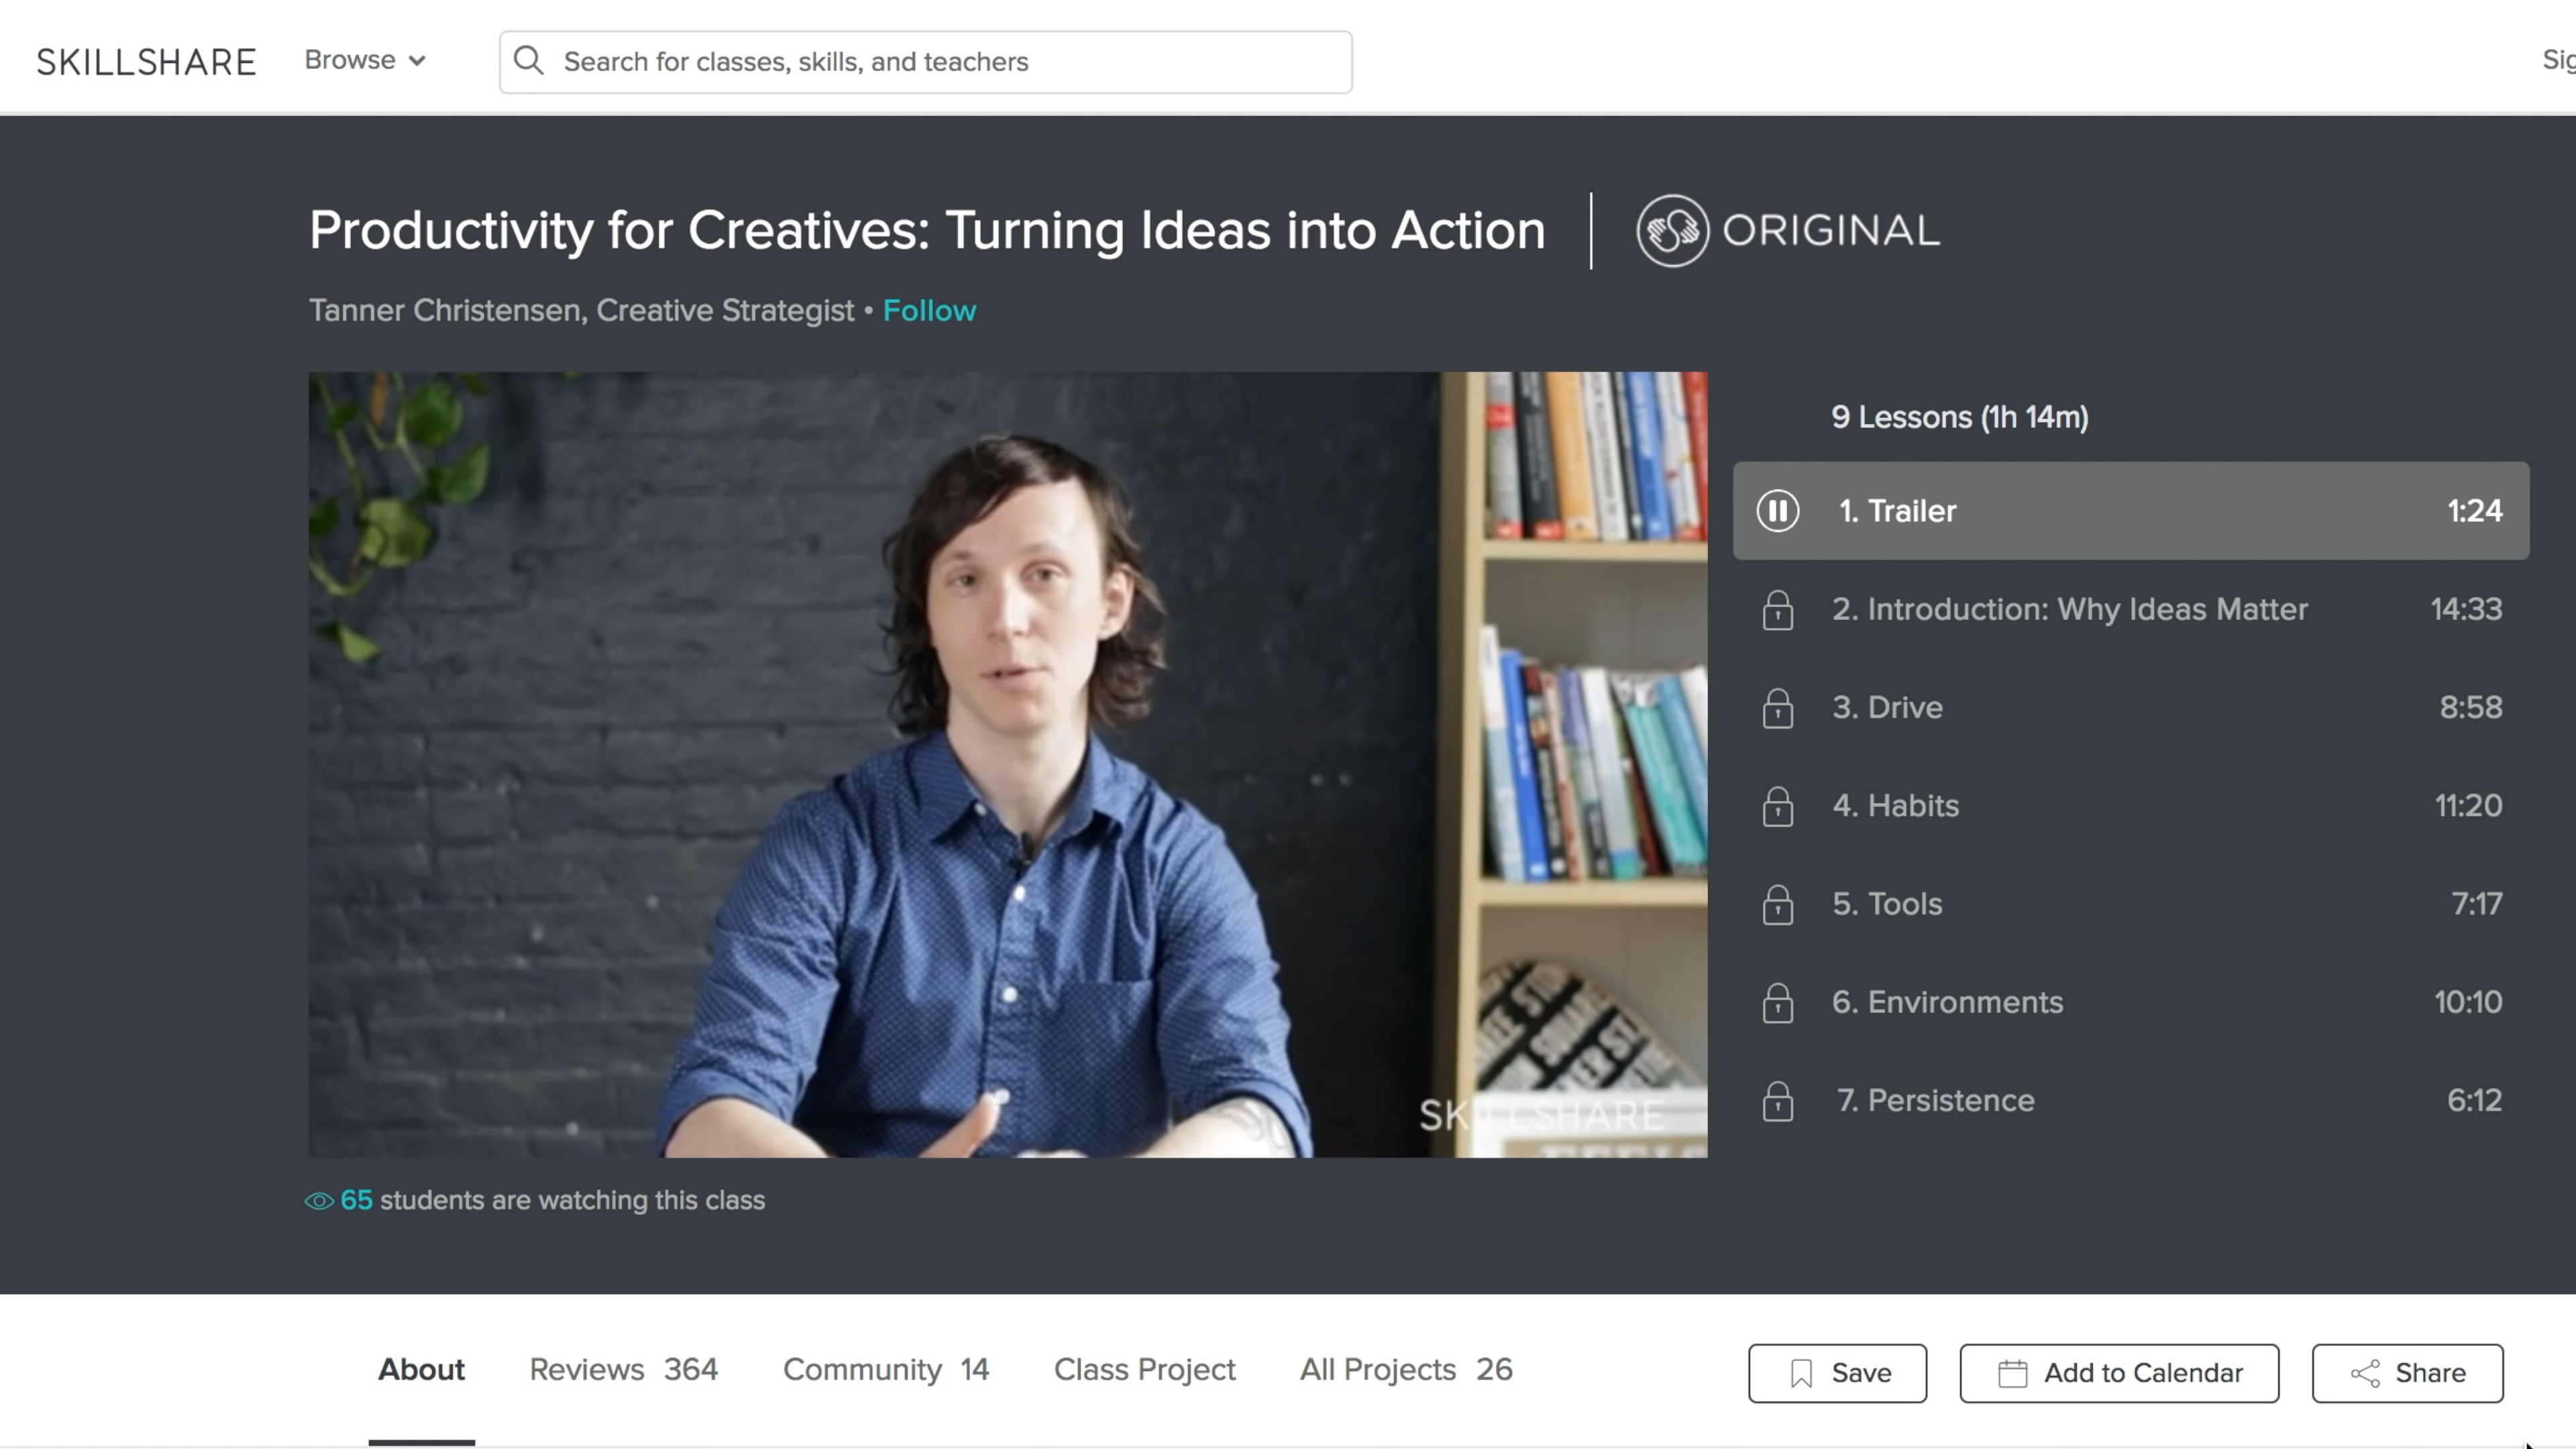 SKILLSHARE
Browse
Search for classes, skills, and teachers
Sig
Productivity for Creatives: Turning Ideas into Action
ORIGINAL
Tanner Christensen, Creative Strategist • Follow
9 Lessons (1h 14m)
1. Trailer 1:24
2. Introduction: Why Ideas Matter 14:33
3. Drive 8:58
4. Habits 11:20
5. Tools 7:17
6. Environments 10:10
7. Persistence 6:12
SKILLSHARE
65 students are watching this class
About
Reviews 364
Community 14
Class Project
All Projects 26
Save
Add to Calendar
Share